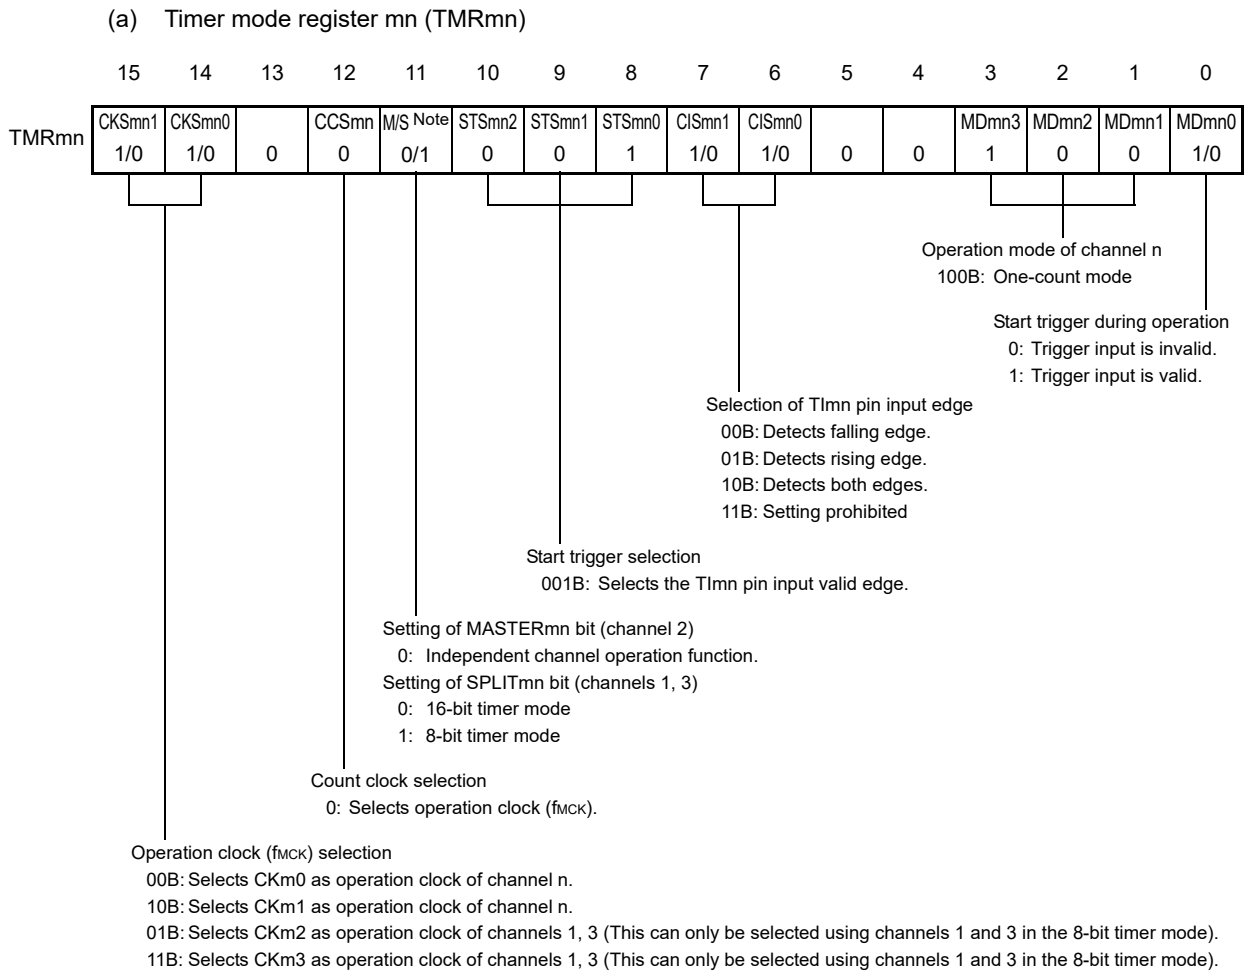 (a) Timer mode register mn (TMRmn)
15 14 13 12 11 10 9 8 7 6 5 4 3 2 1 0
TMRmn
CKSmn1 CKSmn0 CCSmn M/S Note STSmn2 STSmn1 STSmn0 CISmn1 CISmn0 MDmn3 MDmn2 MDmn1 MDmn0
1/0 1/0 0 0 0/1 0 0 1 1/0 1/0 0 0 1 0 0 1/0
Operation mode of channel n
100B: One-count mode
Start trigger during operation
0: Trigger input is invalid.
1: Trigger input is valid.
Selection of TImn pin input edge
00B: Detects falling edge.
01B: Detects rising edge.
10B: Detects both edges.
11B: Setting prohibited
Start trigger selection
001B: Selects the TImn pin input valid edge.
Setting of MASTERmn bit (channel 2)
0: Independent channel operation function.
Setting of SPLITmn bit (channels 1, 3)
0: 16-bit timer mode
1: 8-bit timer mode
Count clock selection
0: Selects operation clock (fMCK).
Operation clock (fMCK) selection
00B: Selects CKm0 as operation clock of channel n.
10B: Selects CKm1 as operation clock of channel n.
01B: Selects CKm2 as operation clock of channels 1, 3 (This can only be selected using channels 1 and 3 in the 8-bit timer mode).
11B: Selects CKm3 as operation clock of channels 1, 3 (This can only be selected using channels 1 and 3 in the 8-bit timer mode).